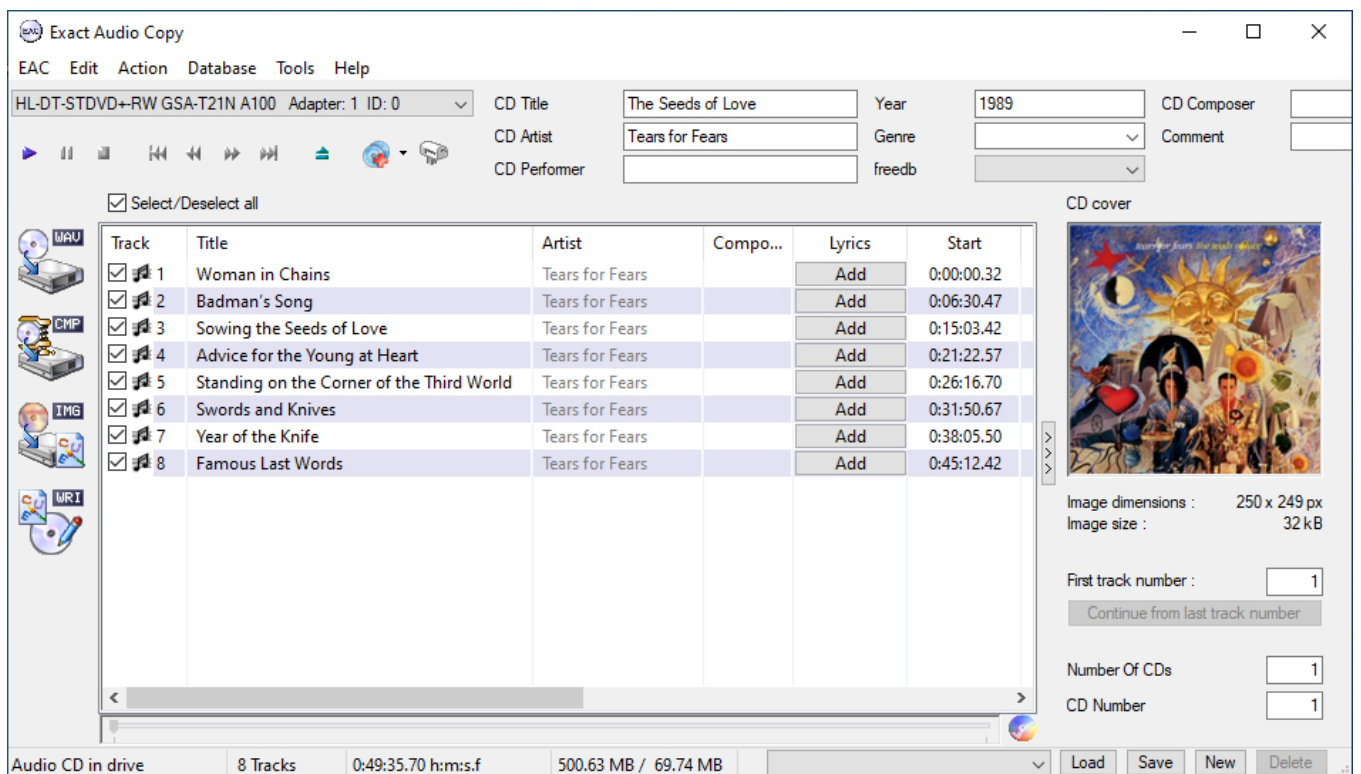 Exact Audio Copy
EAC Edit Action Database Tools Help
HL-DT-STDVD+-RW GSA-T21N A100 Adapter: 1 ID: 0
CD Title The Seeds of Love Year 1989 CD Composer
CD Artist Tears for Fears Genre Comment
CD Performer freedb
Select/Deselect all
CD cover
WAV
CMP
IMG
WRI
Track Title Artist Compo... Lyrics Start
1 Woman in Chains Tears for Fears Add 0:00:00.32
2 Badman's Song Tears for Fears Add 0:06:30.47
3 Sowing the Seeds of Love Tears for Fears Add 0:15:03.42
4 Advice for the Young at Heart Tears for Fears Add 0:21:22.57
5 Standing on the Corner of the Third World Tears for Fears Add 0:26:16.70
6 Swords and Knives Tears for Fears Add 0:31:50.67
7 Year of the Knife Tears for Fears Add 0:38:05.50
8 Famous Last Words Tears for Fears Add 0:45:12.42
tears for fears the seeds of love
Image dimensions : 250 x 249 px
Image size : 32 kB
First track number : 1
Continue from last track number
Number Of CDs 1
CD Number 1
Audio CD in drive 8 Tracks 0:49:35.70 h:m:s.f 500.63 MB / 69.74 MB Load Save New Delete